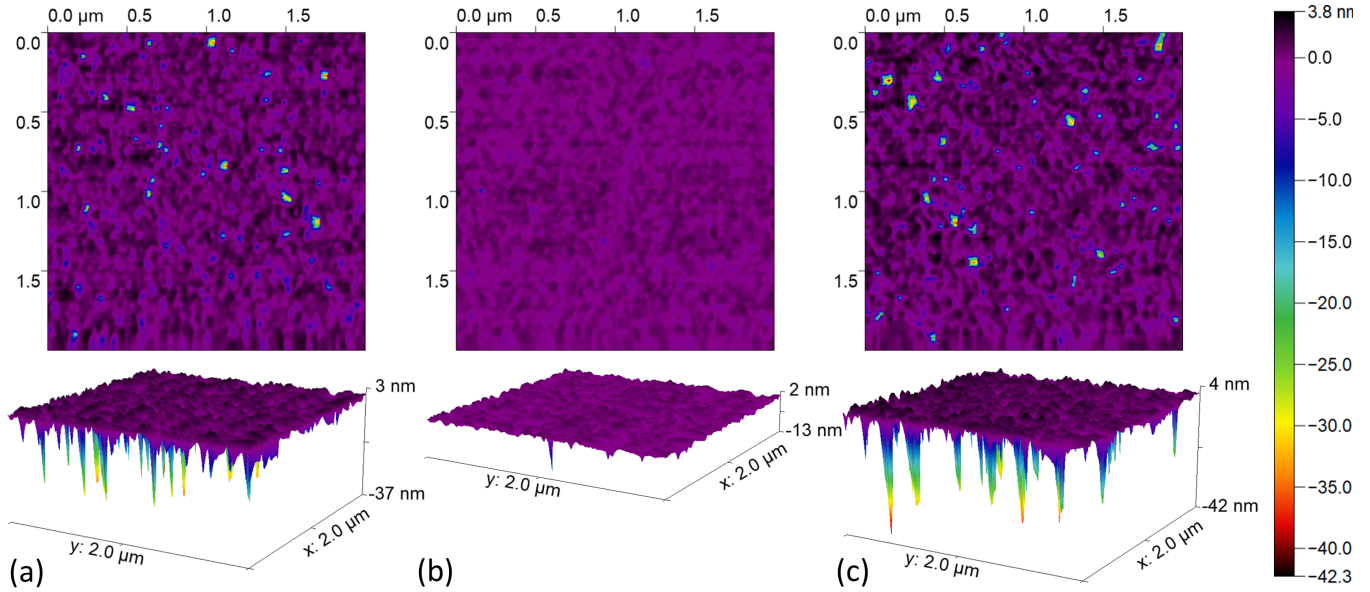 0.0 µm 0.5 1.0 1.5
0.0
0.5
1.0
1.5
3 nm
-37 nm
x: 2.0 µm
y: 2.0 µm
(a)
0.0 µm 0.5 1.0 1.5
0.0
0.5
1.0
1.5
2 nm
-13 nm
x: 2.0 µm
y: 2.0 µm
(b)
0.0 µm 0.5 1.0 1.5
0.0
0.5
1.0
1.5
4 nm
-42 nm
x: 2.0 µm
y: 2.0 µm
(c)
3.8 nm
0.0
−5.0
−10.0
−15.0
−20.0
−25.0
−30.0
−35.0
−40.0
−42.3